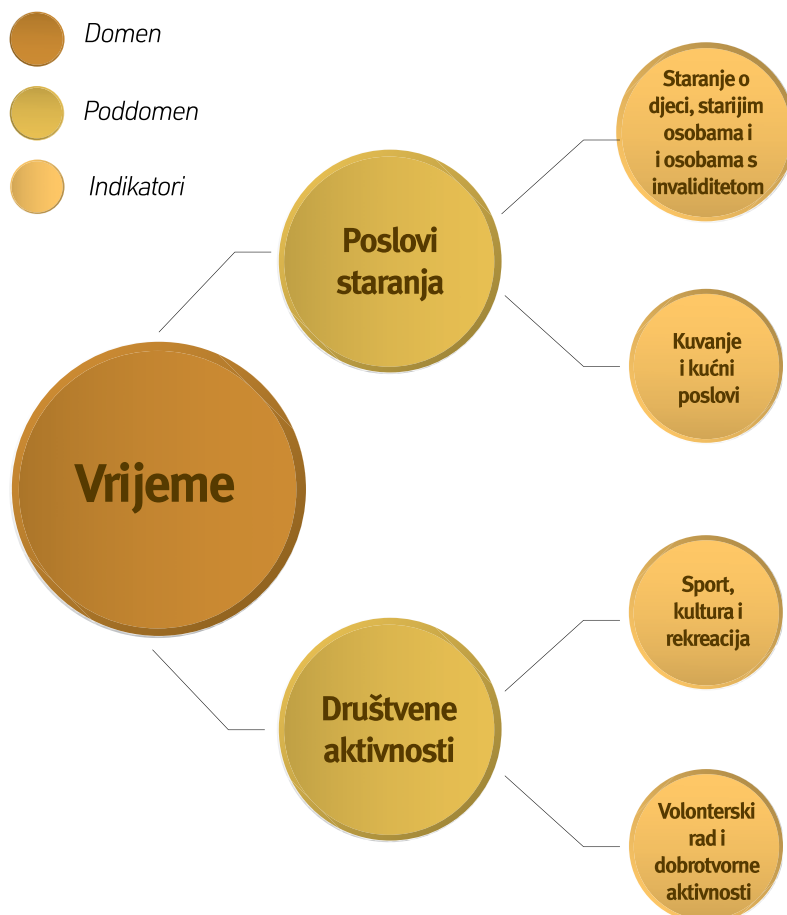 Domen
Poddomen
Indikatori
Vrijeme
Poslovi
staranja
Staranje o
djeci, starijim
osobama i
i osobama s
invaliditetom
Kuvanje
i kućni
poslovi
Društvene
aktivnosti
Sport,
kultura i
rekreacija
Volonterski
rad i
dobrotvorne
aktivnosti